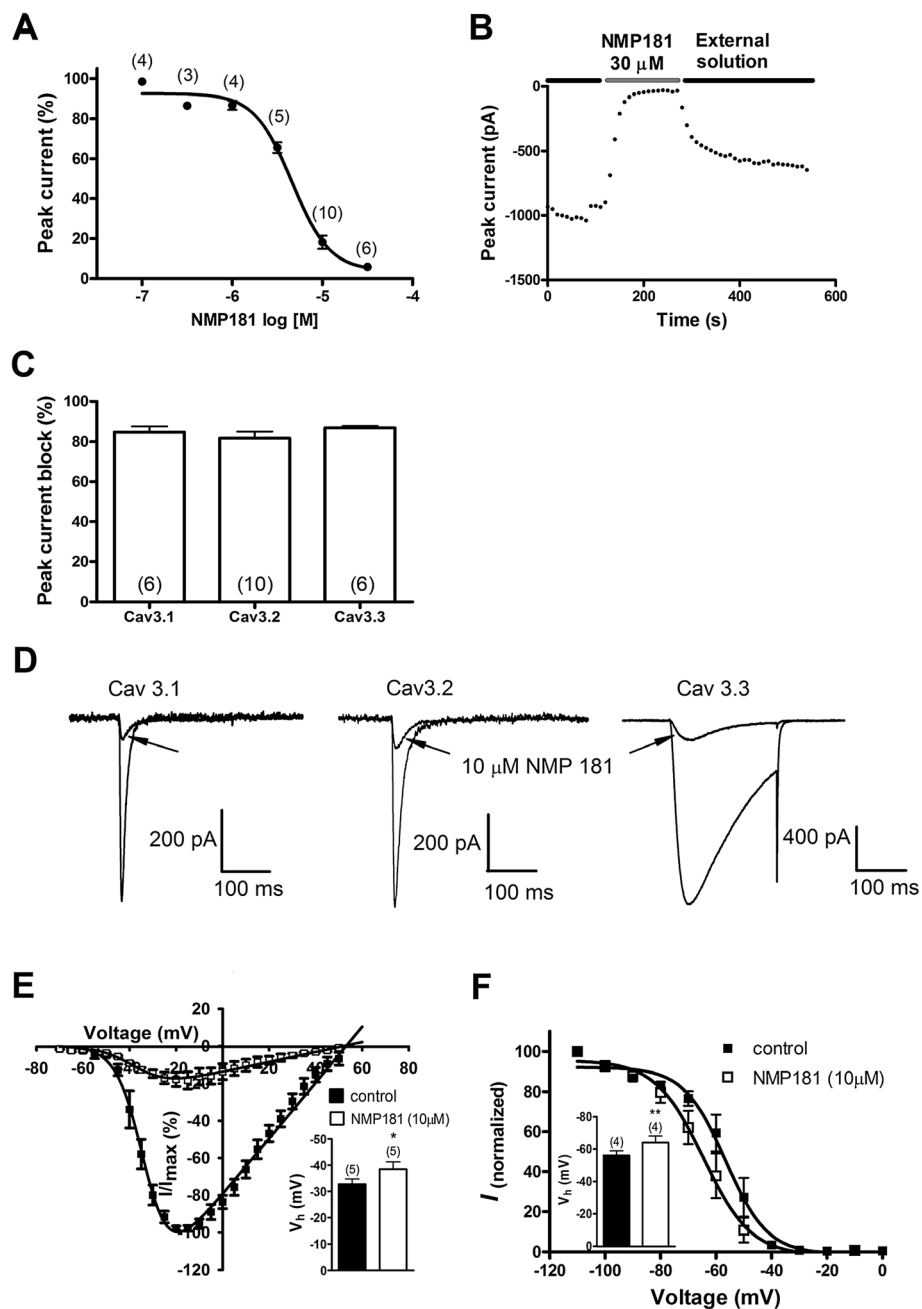 A
Peak current (%)
100
80
60
40
20
0
(4)
(3)
(4)
(5)
(10)
(6)
-7
-6
-5
-4
NMP181 log [M]
B
NMP181
30 μM
External
solution
Peak current (pA)
0
-500
-1000
-1500
0
200
400
600
Time (s)
C
Peak current block (%)
100
80
60
40
20
0
(6)
(10)
(6)
Cav3.1
Cav3.2
Cav3.3
D
Cav 3.1
Cav3.2
Cav 3.3
10 μM NMP 181
200 pA
100 ms
200 pA
100 ms
400 pA
100 ms
E
Voltage (mV)
20
0
-20
-40
-60
-80
-100
-120
-80
-60
-40
-20
20
40
60
I/Imax (%)
control
NMP181 (10μM)
*
(5)
(5)
Vh (mV)
-50
-40
-30
-20
-10
0
F
I (normalized)
100
80
60
40
20
0
control
NMP181 (10μM)
**
(4)
(4)
Vh (mV)
-80
-60
-40
-20
0
-120
-100
-80
-60
-40
-20
0
Voltage (mV)